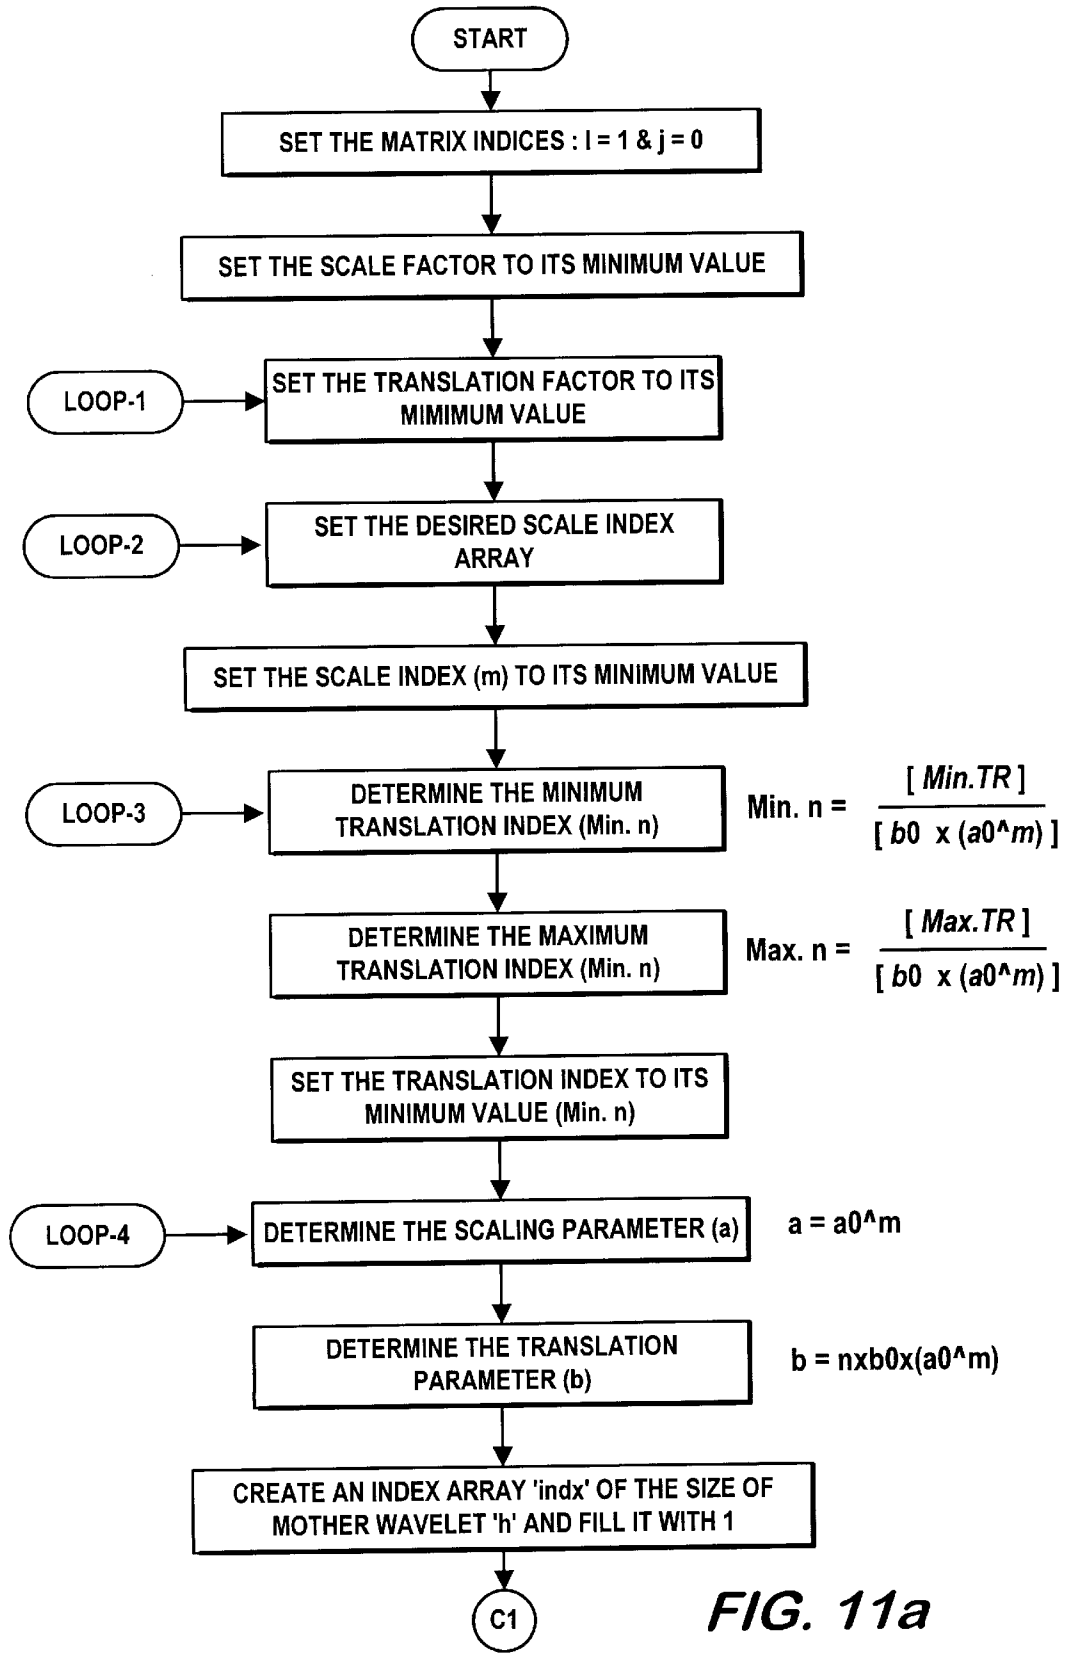 START
SET THE MATRIX INDICES : I = 1 & j = 0
SET THE SCALE FACTOR TO ITS MINIMUM VALUE
LOOP-1
SET THE TRANSLATION FACTOR TO ITS
MIMIMUM VALUE
LOOP-2
SET THE DESIRED SCALE INDEX
ARRAY
SET THE SCALE INDEX (m) TO ITS MINIMUM VALUE
LOOP-3
DETERMINE THE MINIMUM
TRANSLATION INDEX (Min. n)
Min. n = [ Min.TR ] / [ b0 x (a0^m) ]
DETERMINE THE MAXIMUM
TRANSLATION INDEX (Min. n)
Max. n = [ Max.TR ] / [ b0 x (a0^m) ]
SET THE TRANSLATION INDEX TO ITS
MINIMUM VALUE (Min. n)
LOOP-4
DETERMINE THE SCALING PARAMETER (a)
a = a0^m
DETERMINE THE TRANSLATION
PARAMETER (b)
b = nxb0x(a0^m)
CREATE AN INDEX ARRAY 'indx' OF THE SIZE OF
MOTHER WAVELET 'h' AND FILL IT WITH 1
C1
FIG. 11a